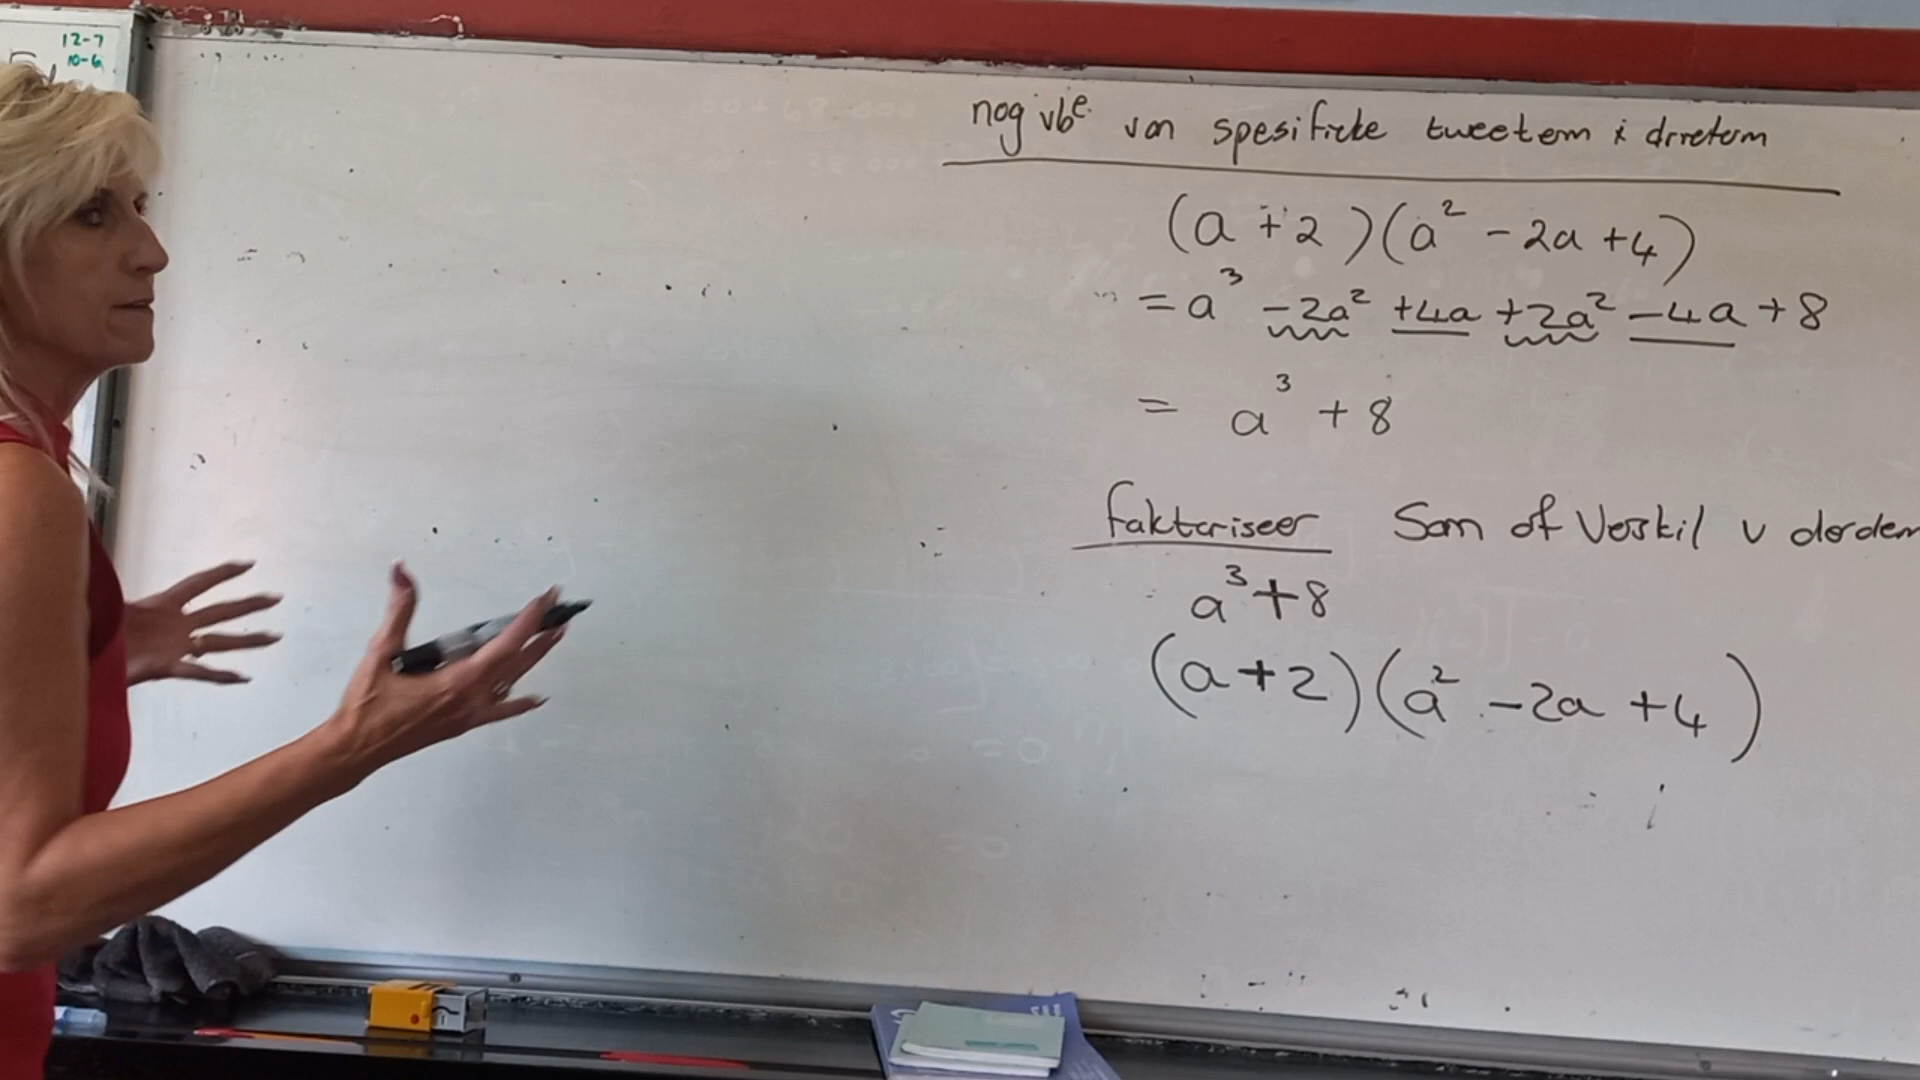 12-7
10-6
nog vbe. van spesifieke tweeterm x drieterm
(a + 2)(a² - 2a + 4)
= a³ - 2a² + 4a + 2a² - 4a + 8
= a³ + 8
faktoriseer Som of Verskil v derdem
a³ + 8
(a + 2)(a² - 2a + 4)